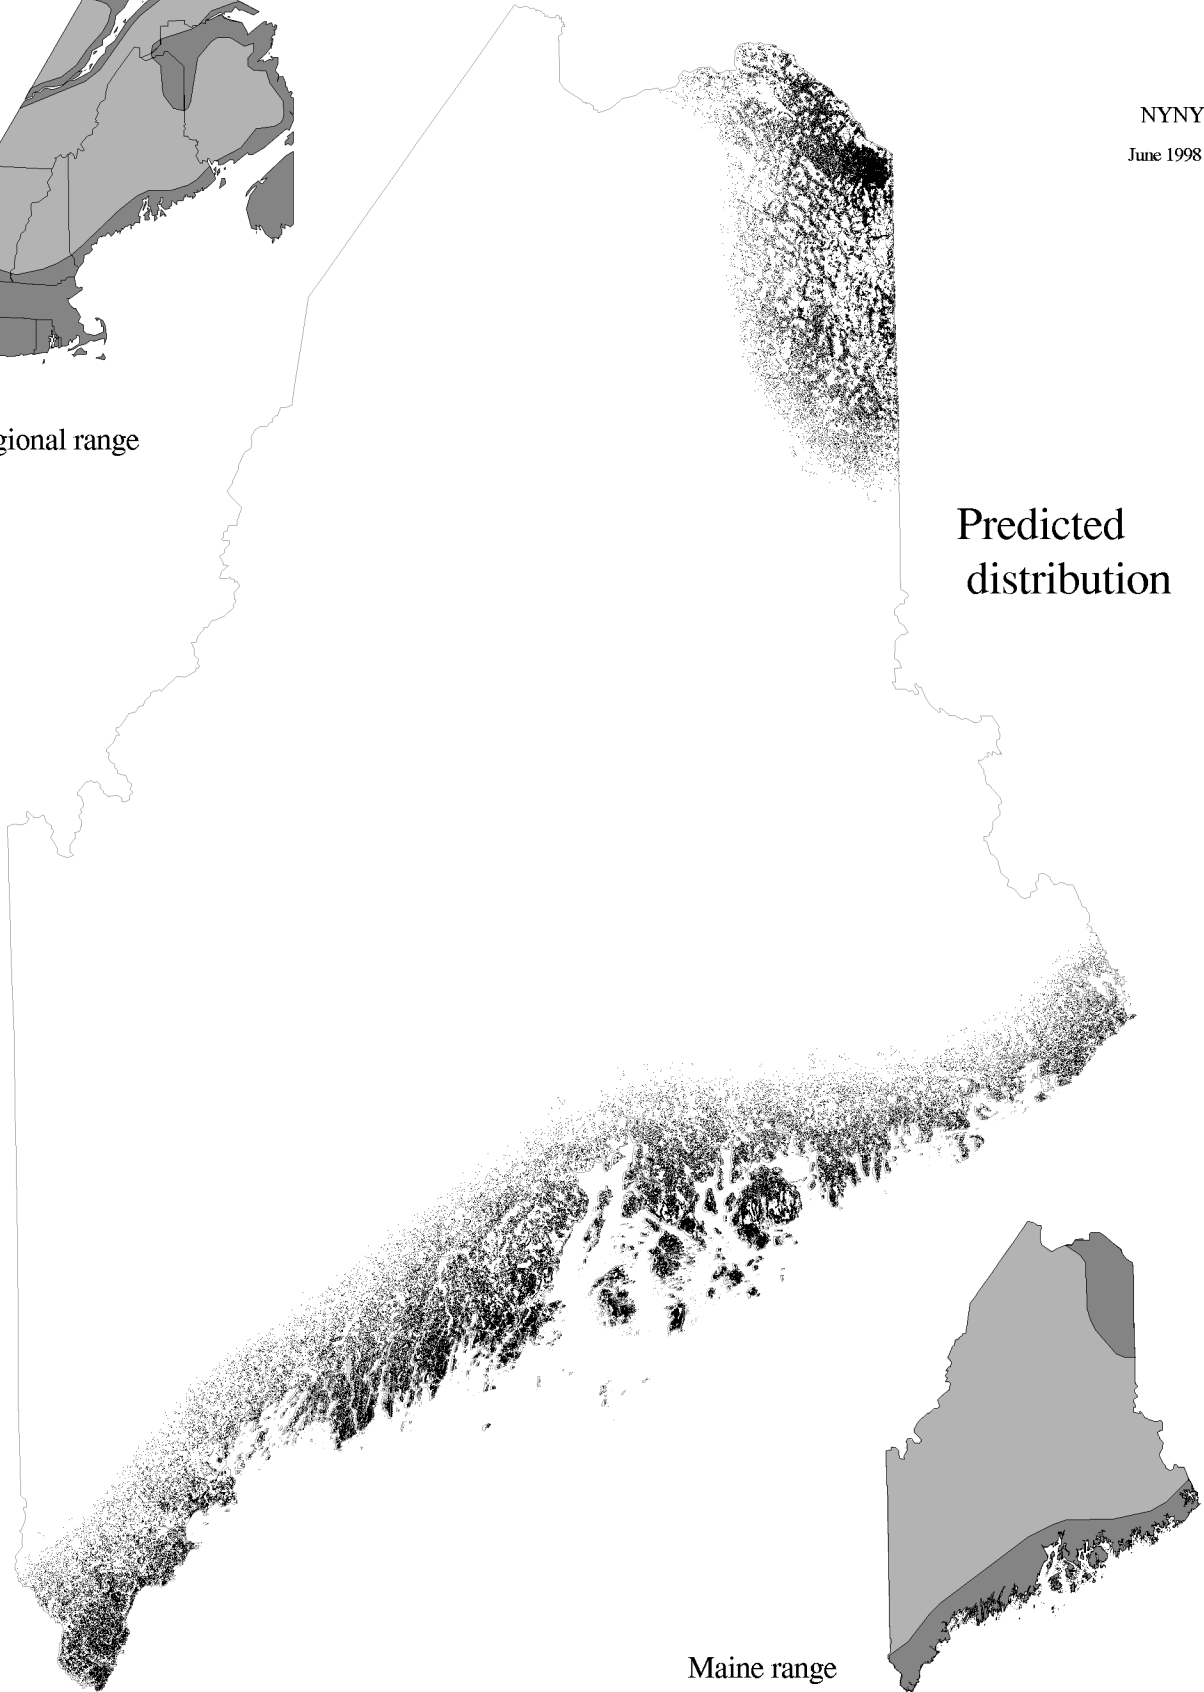 NYNY
June 1998
gional range
Predicted
distribution
Maine range